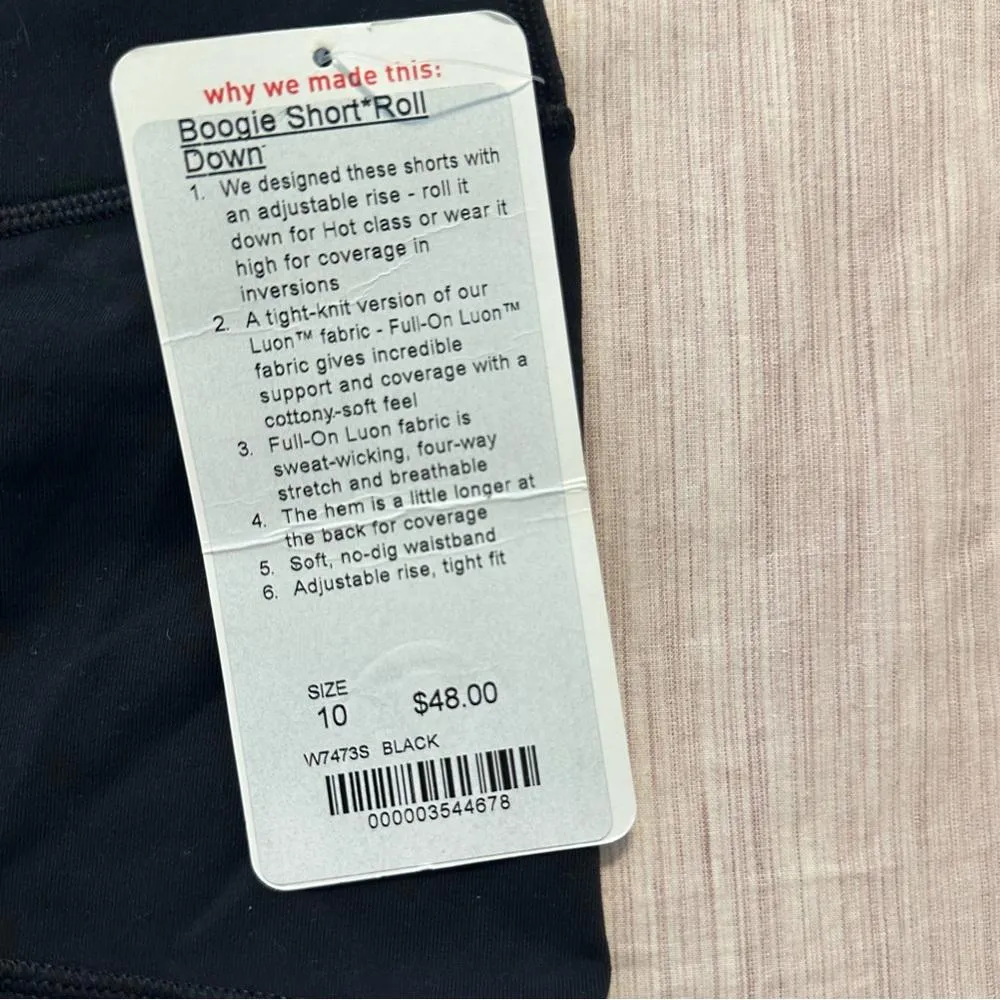 why we made this:
Boogie Short*Roll
Down
1. We designed these shorts with
an adjustable rise - roll it
down for Hot class or wear it
high for coverage in
inversions
2. A tight-knit version of our
Luon™ fabric - Full-On Luon™
fabric gives incredible
support and coverage with a
cottony-soft feel
3. Full-On Luon fabric is
sweat-wicking, four-way
stretch and breathable
4. The hem is a little longer at
the back for coverage
5. Soft, no-dig waistband
6. Adjustable rise, tight fit
SIZE
10 $48.00
W7473S BLACK
000003544678